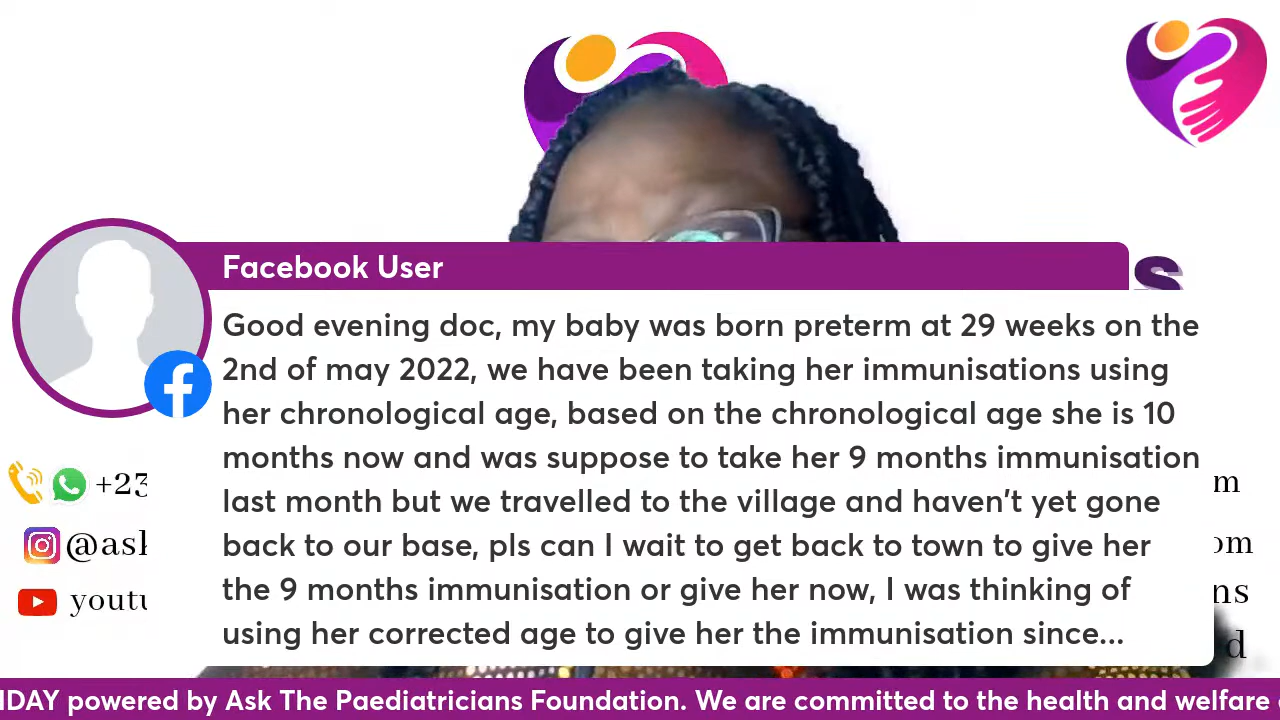 Facebook User
Good evening doc, my baby was born preterm at 29 weeks on the
2nd of may 2022, we have been taking her immunisations using
her chronological age, based on the chronological age she is 10
months now and was suppose to take her 9 months immunisation
last month but we travelled to the village and haven't yet gone
back to our base, pls can I wait to get back to town to give her
the 9 months immunisation or give her now, I was thinking of
using her corrected age to give her the immunisation since...
s
+23
m
@ask
om
youtu
ns
d
IDAY powered by Ask The Paediatricians Foundation. We are committed to the health and welfare